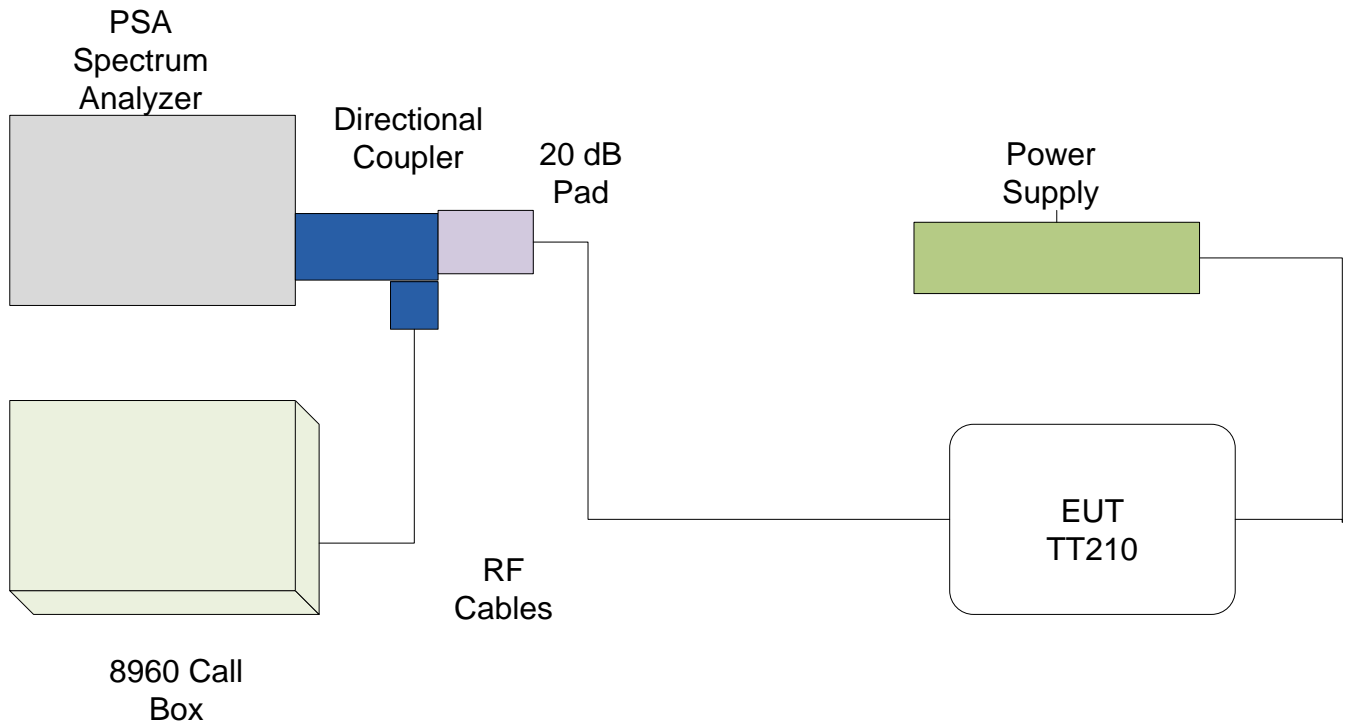 PSA
Spectrum
Analyzer
Directional
Coupler
20 dB
Pad
Power
Supply
EUT
TT210
RF
Cables
8960 Call
Box